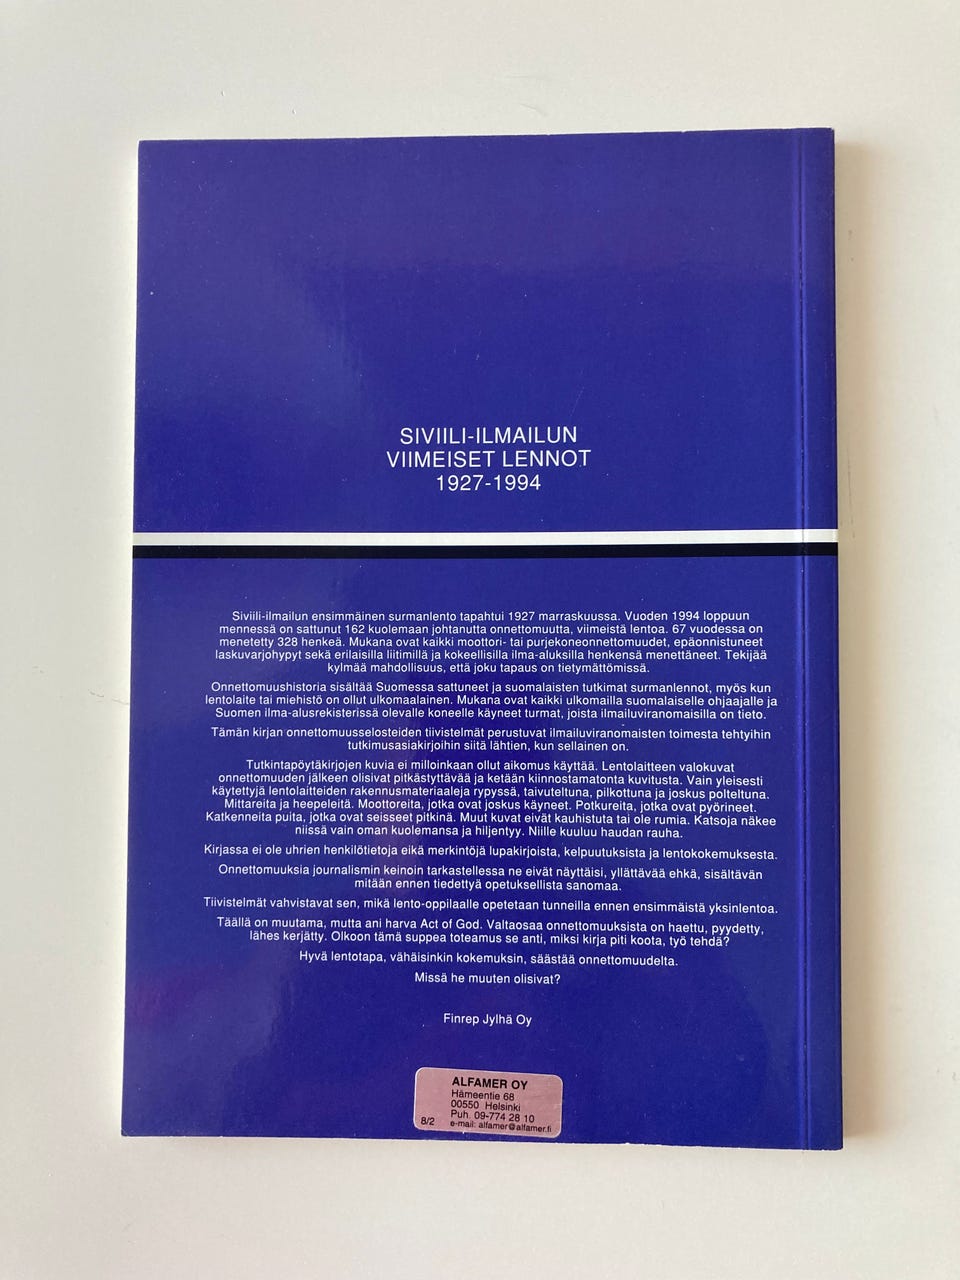 SIVIILI-ILMAILUN
VIIMEISET LENNOT
1927-1994
Siviili-ilmailun ensimmäinen surmanlento tapahtui 1927 marraskuussa. Vuoden 1994 loppuun
mennessä on sattunut 162 kuolemaan johtanutta onnettomuutta, viimeistä lentoa. 67 vuodessa on
menetetty 328 henkeä. Mukana ovat kaikki moottori- tai purjekoneonnettomuudet, epäonnistuneet
laskuvarjohypyt sekä erilaisilla liitimillä ja kokeellisilla ilma-aluksilla henkensä menettäneet. Tekijää
kylmää mahdollisuus, että joku tapaus on tietymättömissä.
Onnettomuushistoria sisältää Suomessa sattuneet ja suomalaisten tutkimat surmanlennot, myös kun
lentolaite tai miehistö on ollut ulkomaalainen. Mukana ovat kaikki ulkomailla suomalaiselle ohjaajalle ja
Suomen ilma-alusrekisterissä olevalle koneelle käyneet turmat, joista ilmailuviranomaisilla on tieto.
Tämän kirjan onnettomuusselosteiden tiivistelmät perustuvat ilmailuviranomaisten toimesta tehtyihin
tutkimusasiakirjoihin siitä lähtien, kun sellainen on.
Tutkintapöytäkirjojen kuvia ei milloinkaan ollut aikomus käyttää. Lentolaitteen valokuvat
onnettomuuden jälkeen olisivat pitkästyttävää ja ketään kiinnostamatonta kuvitusta. Vain yleisesti
käytettyjä lentolaitteiden rakennusmateriaaleja rypyssä, taivuteltuna, pilkottuna ja joskus polteltuna.
Mittareita ja heepeleitä. Moottoreita, jotka ovat joskus käyneet. Potkureita, jotka ovat pyörineet.
Katkenneita puita, jotka ovat seisseet pitkinä. Muut kuvat eivät kauhistuta tai ole rumia. Katsoja näkee
niissä vain oman kuolemansa ja hiljentyy. Niille kuuluu haudan rauha.
Kirjassa ei ole uhrien henkilötietoja eikä merkintöjä lupakirjoista, kelpuutuksista ja lentokokemuksesta.
Onnettomuuksia journalismin keinoin tarkastellessa ne eivät näyttäisi, yllättävää ehkä, sisältävän
mitään ennen tiedettyä opetuksellista sanomaa.
Tiivistelmät vahvistavat sen, mikä lento-oppilaalle opetetaan tunneilla ennen ensimmäistä yksinlentoa.
Täällä on muutama, mutta ani harva Act of God. Valtaosaa onnettomuuksista on haettu, pyydetty,
lähes kerjätty. Olkoon tämä suppea toteamus se anti, miksi kirja piti koota, työ tehdä?
Hyvä lentotapa, vähäisinkin kokemuksin, säästää onnettomuudelta.
Missä he muuten olisivat?
Finrep Jylhä Oy
ALFAMER OY
Hämeentie 68
00550 Helsinki
Puh. 09-774 28 10
8/2 e-mail: alfamer@alfamer.fi